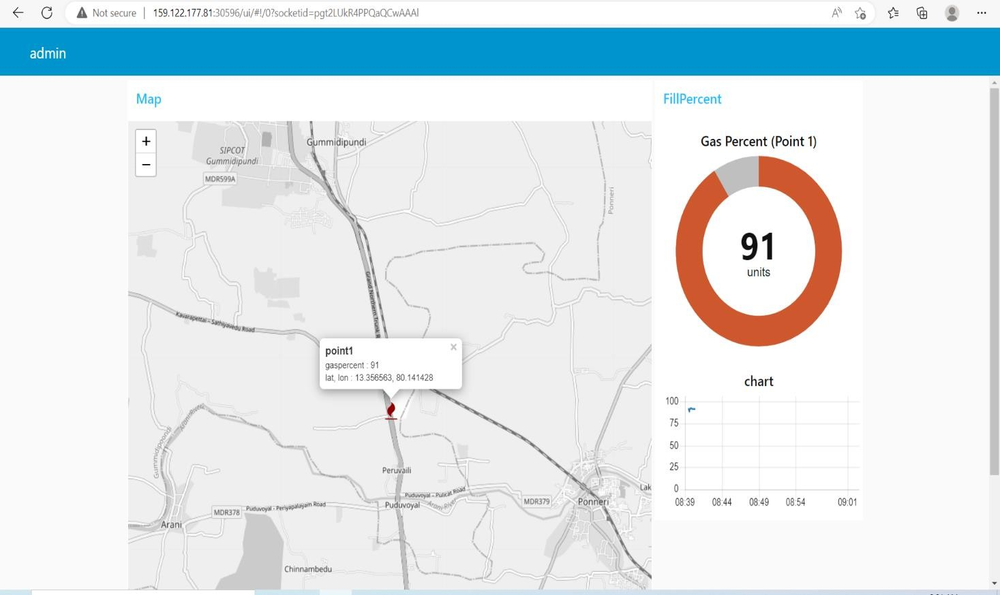 Not secure
159.122.177.81:30596/ui/#!/0?socketid=pgt2LUkR4PPQaQCwAAAI
admin
Map
FillPercent
+
−
SIPCOT
Gummidipundi
Gummidipundi
MDR599A
Ponneri
Gas Percent (Point 1)
91
units
Grand Northern Trunk R
Kavarapettai - Sathiyavedu Road
point1
×
gaspercent : 91
lat, lon : 13.356563, 80.141428
chart
100
75
50
25
0
08:39 08:44 08:49 08:54 09:01
Arani River
Gummidipoondi
Peruvaili
Puduvoyal - Pulicat Road
Lak
MDR379
Ponneri
Puduvoyal
Arani River
MDR378
Puduvoyal - Periyapalayam Road
Arani
Chinnambedu